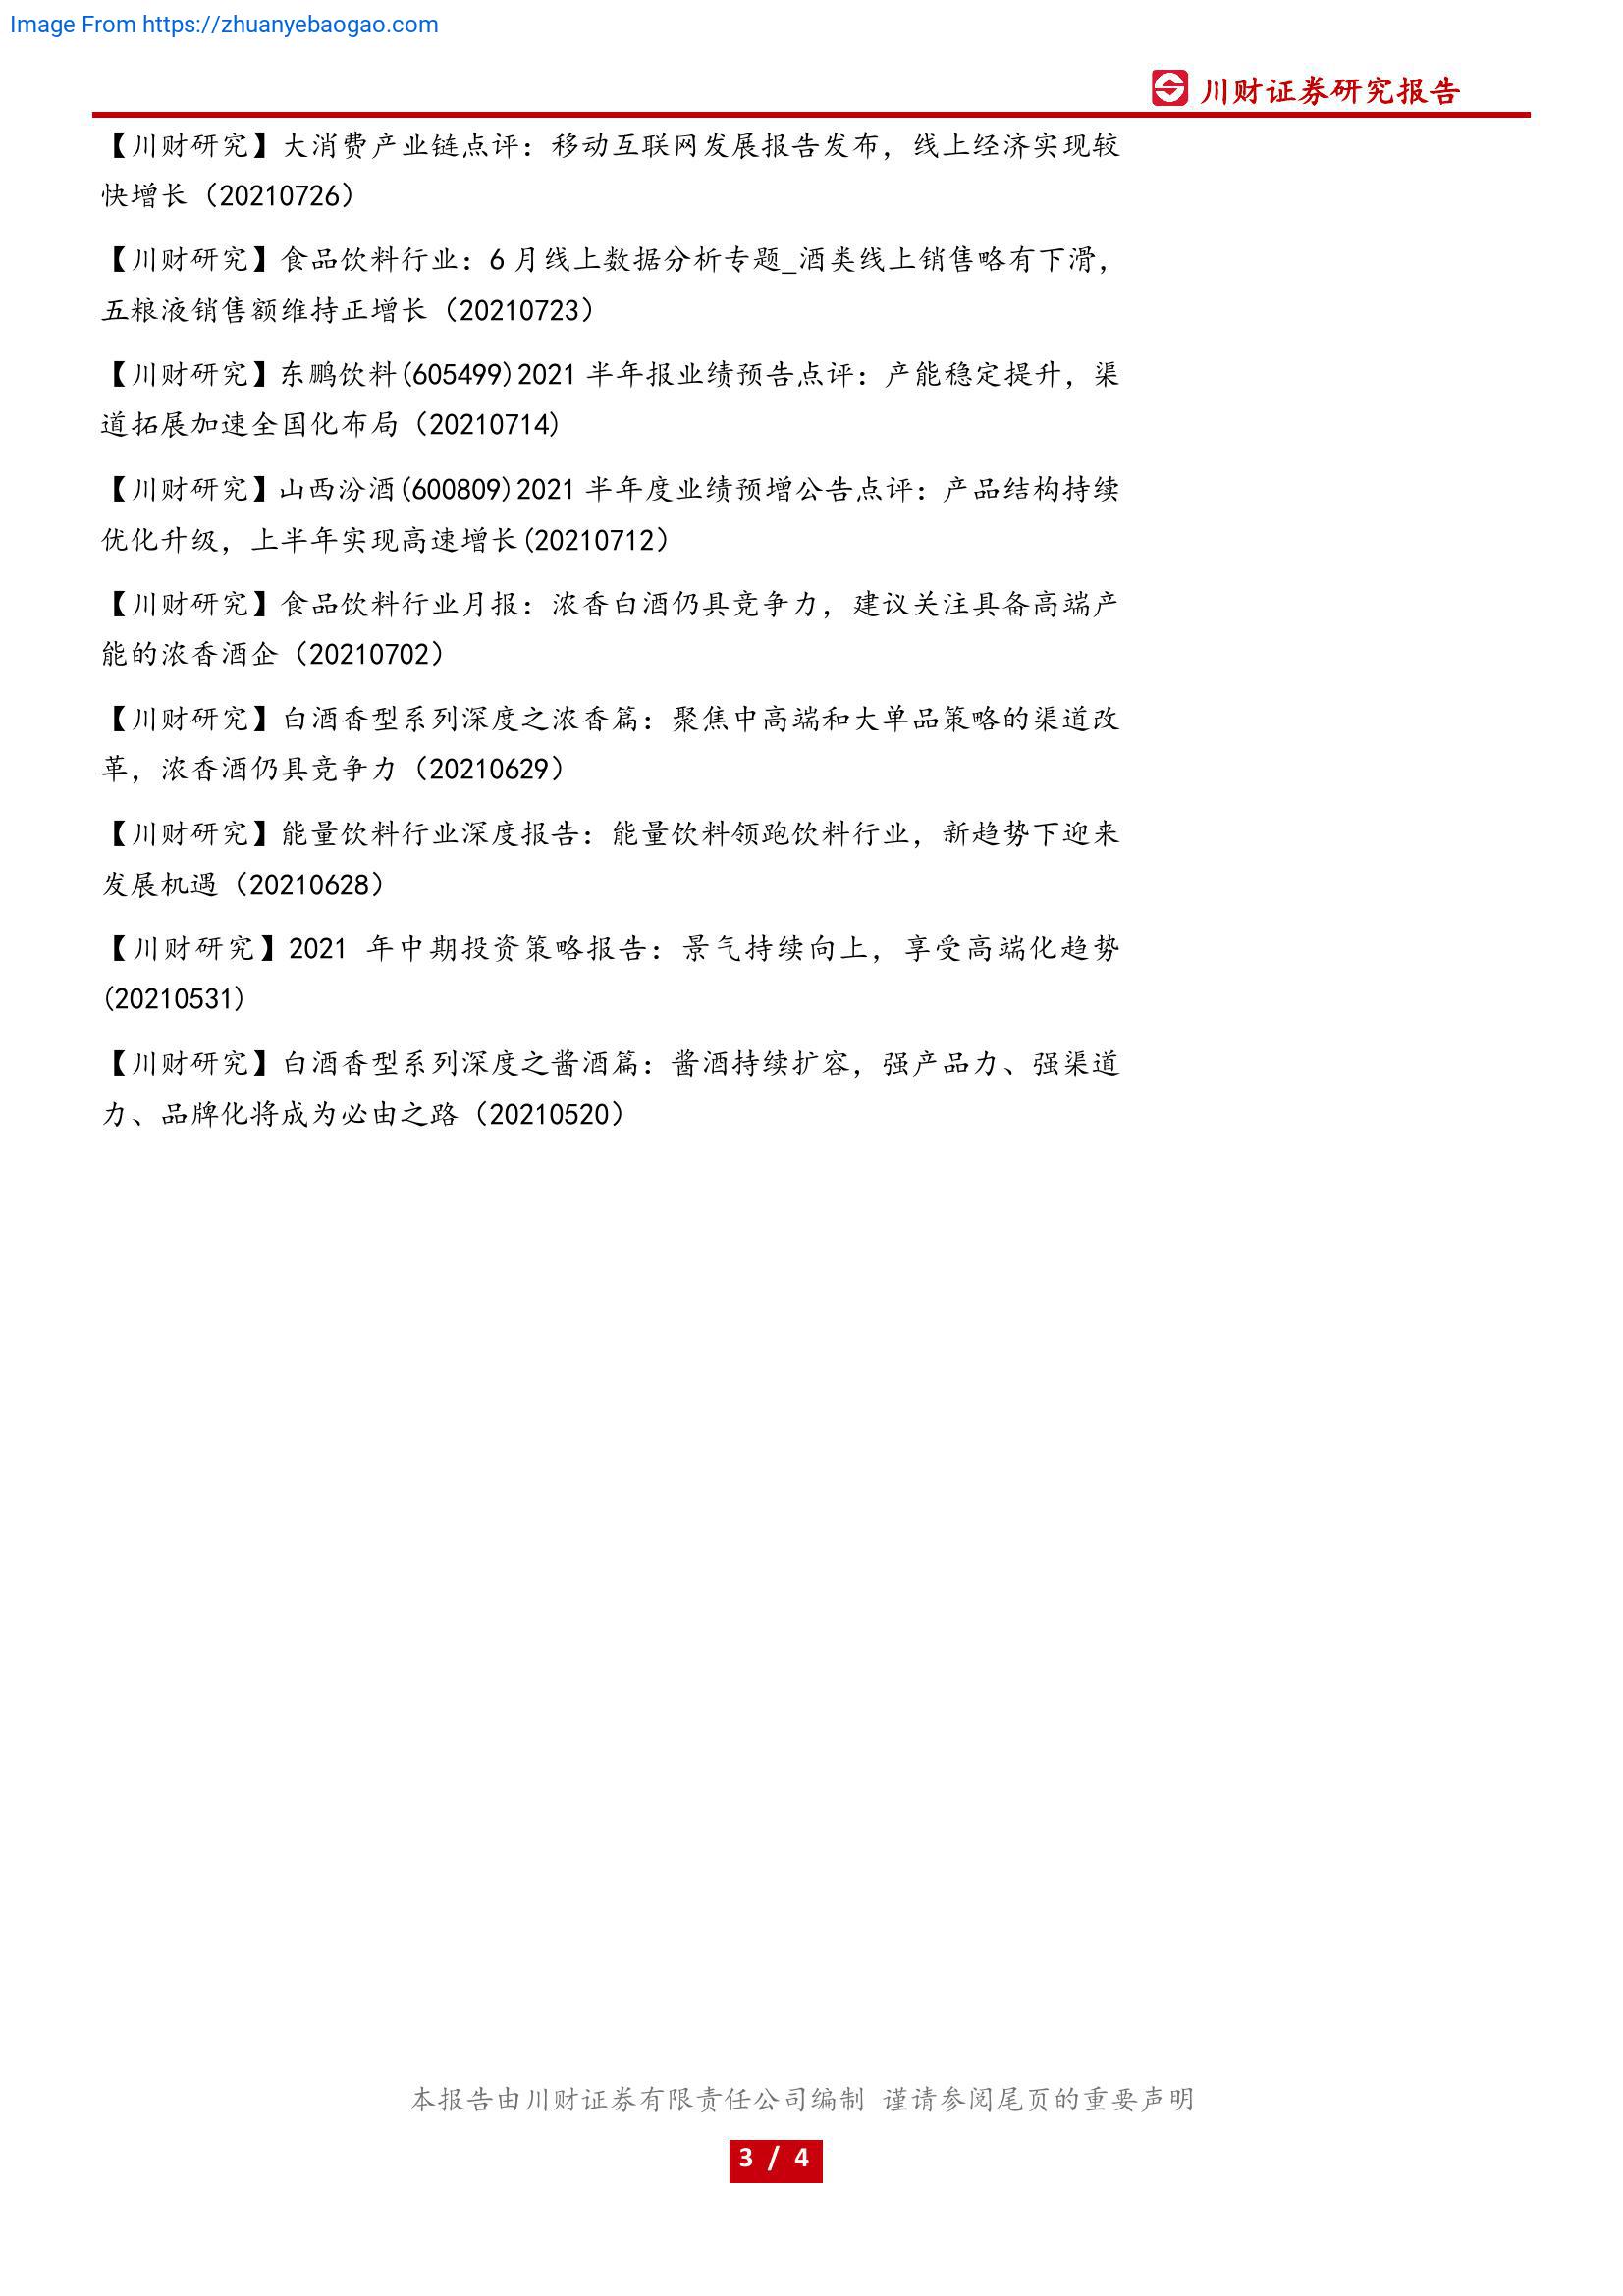 Image From https://zhuanyebaogao.com
川财证券研究报告
【川财研究】大消费产业链点评：移动互联网发展报告发布，线上经济实现较
快增长（20210726）
【川财研究】食品饮料行业：6 月线上数据分析专题_酒类线上销售略有下滑，
五粮液销售额维持正增长（20210723）
【川财研究】东鹏饮料(605499)2021 半年报业绩预告点评：产能稳定提升，渠
道拓展加速全国化布局（20210714)
【川财研究】山西汾酒(600809)2021 半年度业绩预增公告点评：产品结构持续
优化升级，上半年实现高速增长(20210712）
【川财研究】食品饮料行业月报：浓香白酒仍具竞争力，建议关注具备高端产
能的浓香酒企（20210702）
【川财研究】白酒香型系列深度之浓香篇：聚焦中高端和大单品策略的渠道改
革，浓香酒仍具竞争力（20210629）
【川财研究】能量饮料行业深度报告：能量饮料领跑饮料行业，新趋势下迎来
发展机遇（20210628）
【川财研究】2021 年中期投资策略报告：景气持续向上，享受高端化趋势
(20210531)
【川财研究】白酒香型系列深度之酱酒篇：酱酒持续扩容，强产品力、强渠道
力、品牌化将成为必由之路（20210520）
本报告由川财证券有限责任公司编制 谨请参阅尾页的重要声明
3 / 4